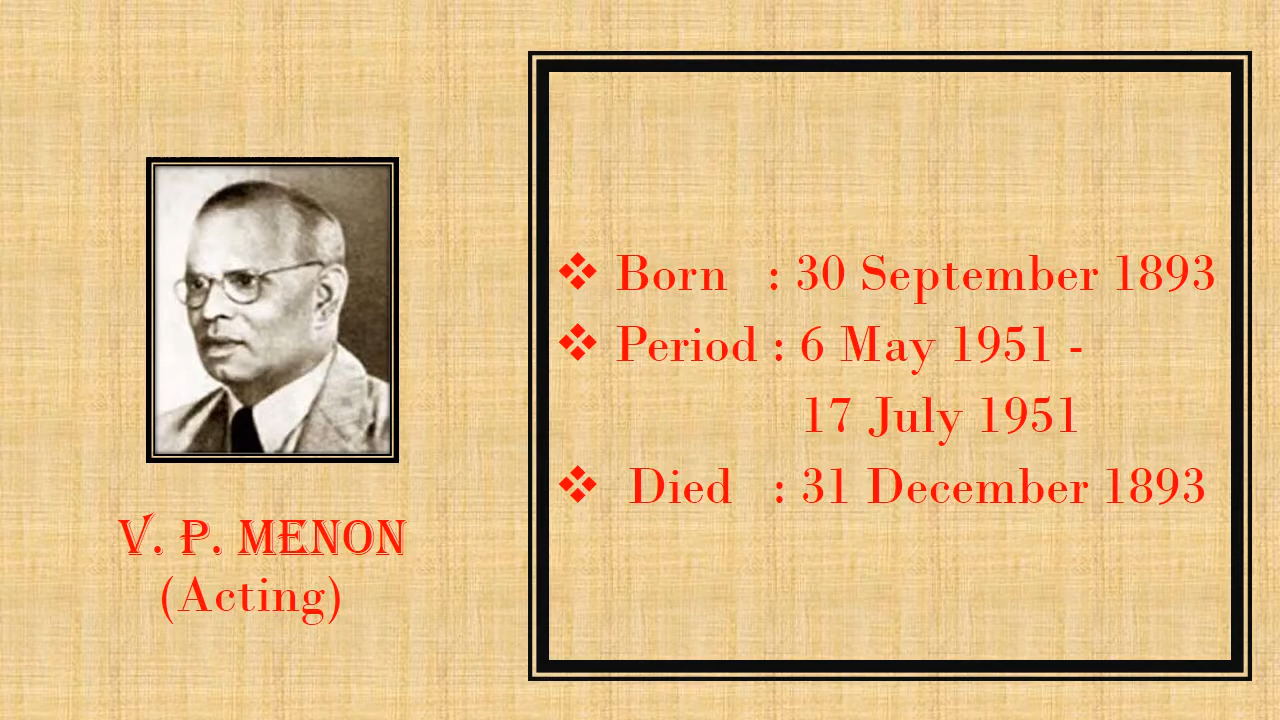 V. P. MENON
(Acting)
❖ Born : 30 September 1893
❖ Period : 6 May 1951 -
17 July 1951
❖ Died : 31 December 1893